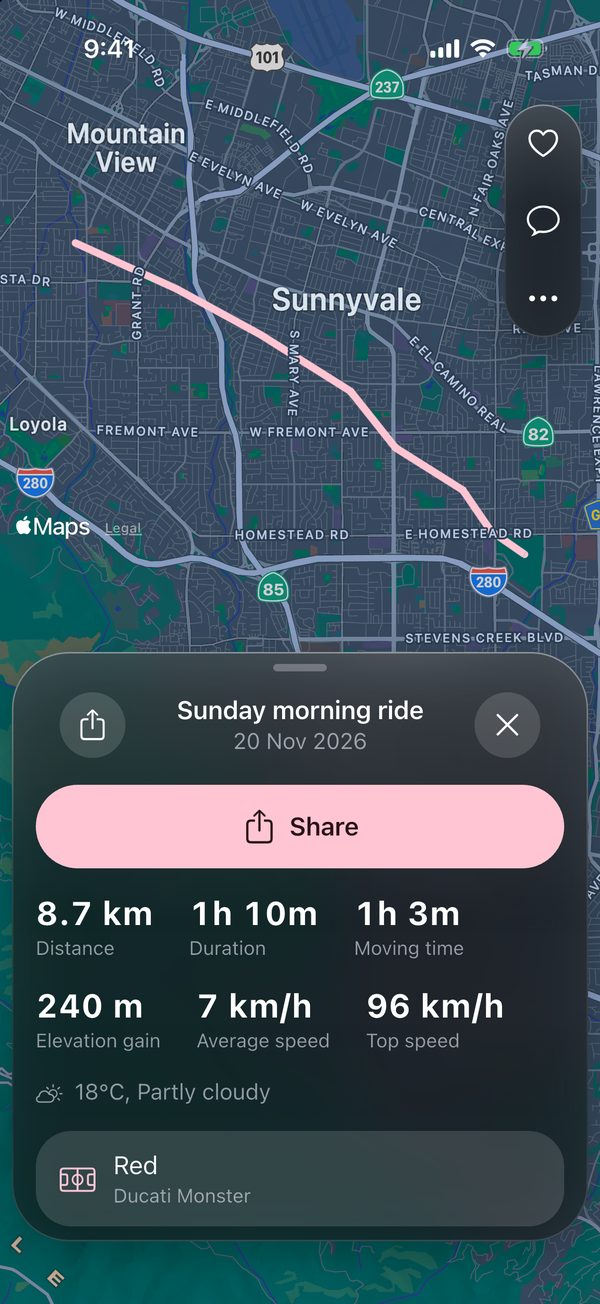 W MIDDLEFIELD RD
9:41
101
237
TASMAN D
E MIDDLEFIELD RD
N FAIR OAKS AVE
Mountain
View
E EVELYN AVE
W EVELYN AVE
CENTRAL EXP
STA DR
GRANT RD
Sunnyvale
S MARY AVE
E EL CAMINO REAL
LAWRENCE EXP
Loyola
FREMONT AVE
W FREMONT AVE
82
280
G
Maps
Legal
HOMESTEAD RD
E HOMESTEAD RD
85
280
STEVENS CREEK BLVD
Sunday morning ride
20 Nov 2026
Share
8.7 km
1h 10m
1h 3m
Distance
Duration
Moving time
240 m
7 km/h
96 km/h
Elevation gain
Average speed
Top speed
18°C, Partly cloudy
Red
Ducati Monster
L
E